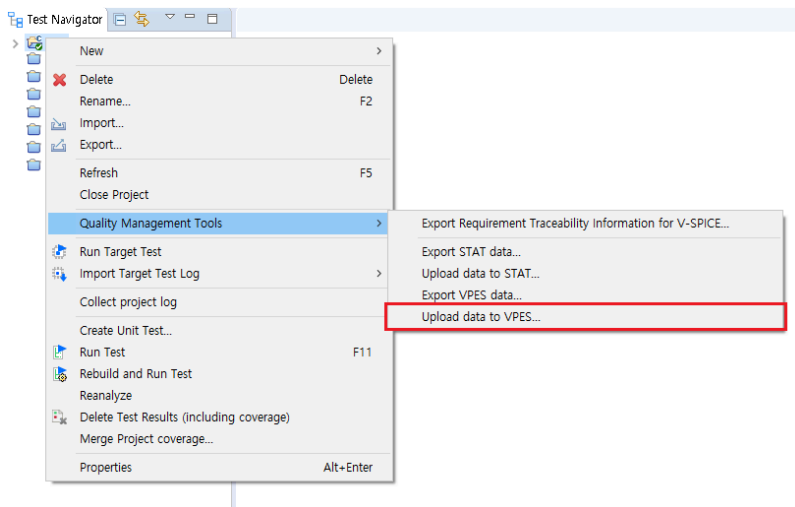 Test Navigator
New
Delete Delete
Rename... F2
Import...
Export...
Refresh F5
Close Project
Quality Management Tools
Export Requirement Traceability Information for V-SPICE...
Run Target Test
Export STAT data...
Import Target Test Log
Upload data to STAT...
Export VPES data...
Collect project log
Upload data to VPES...
Create Unit Test...
Run Test F11
Rebuild and Run Test
Reanalyze
Delete Test Results (including coverage)
Merge Project coverage...
Properties Alt+Enter